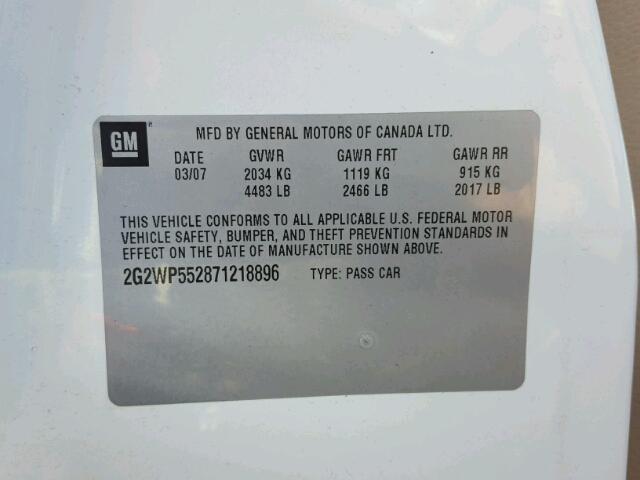 GM
MFD BY GENERAL MOTORS OF CANADA LTD.
DATE GVWR GAWR FRT GAWR RR
03/07 2034 KG 1119 KG 915 KG
4483 LB 2466 LB 2017 LB
THIS VEHICLE CONFORMS TO ALL APPLICABLE U.S. FEDERAL MOTOR
VEHICLE SAFETY, BUMPER, AND THEFT PREVENTION STANDARDS IN
EFFECT ON THE DATE OF MANUFACTURE SHOWN ABOVE.
2G2WP552871218896 TYPE: PASS CAR